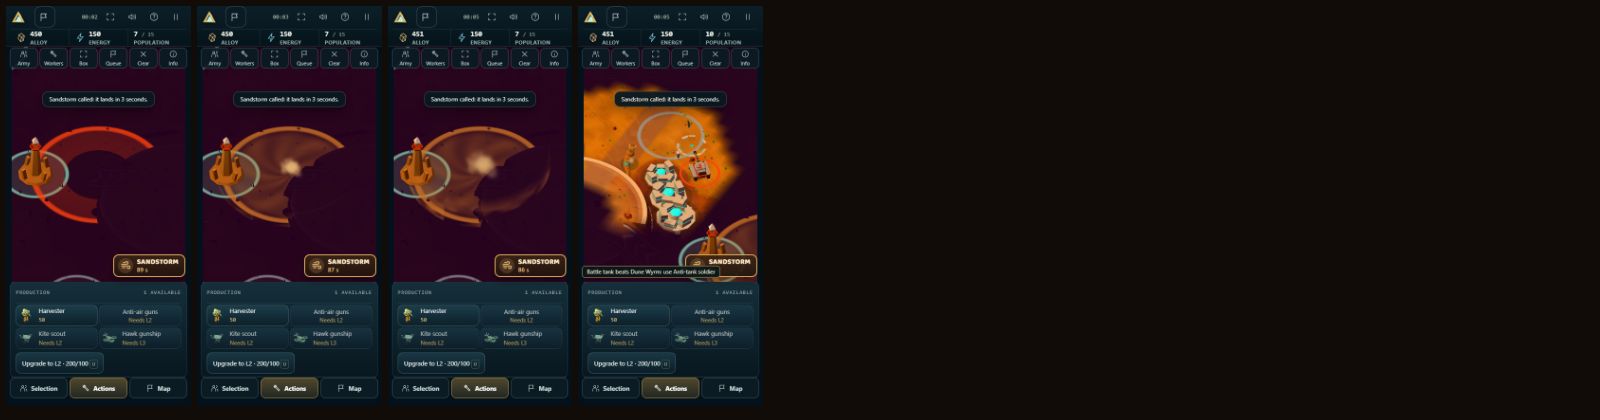 00:02
450 ALLOY
150 ENERGY
7 / 15 POPULATION
Army Workers Box Queue Clear Info
Sandstorm called: it lands in 3 seconds.
SANDSTORM
89 s
PRODUCTION 1 AVAILABLE
Harvester
50
Anti-air guns
Needs L2
Kite scout
Needs L2
Hawk gunship
Needs L3
Upgrade to L2 · 200/100 U
Selection Actions Map
00:03
450 ALLOY
150 ENERGY
7 / 15 POPULATION
Army Workers Box Queue Clear Info
Sandstorm called: it lands in 3 seconds.
SANDSTORM
87 s
PRODUCTION 1 AVAILABLE
Harvester
50
Anti-air guns
Needs L2
Kite scout
Needs L2
Hawk gunship
Needs L3
Upgrade to L2 · 200/100 U
Selection Actions Map
00:05
451 ALLOY
150 ENERGY
7 / 15 POPULATION
Army Workers Box Queue Clear Info
Sandstorm called: it lands in 3 seconds.
SANDSTORM
86 s
PRODUCTION 1 AVAILABLE
Harvester
50
Anti-air guns
Needs L2
Kite scout
Needs L2
Hawk gunship
Needs L3
Upgrade to L2 · 200/100 U
Selection Actions Map
00:05
451 ALLOY
150 ENERGY
10 / 15 POPULATION
Army Workers Box Queue Clear Info
Sandstorm called: it lands in 3 seconds.
SANDSTORM
Battle tank beats Dune Wyrm: use Anti-tank soldier
PRODUCTION 1 AVAILABLE
Harvester
50
Anti-air guns
Needs L2
Kite scout
Needs L2
Hawk gunship
Needs L3
Upgrade to L2 · 200/100 U
Selection Actions Map